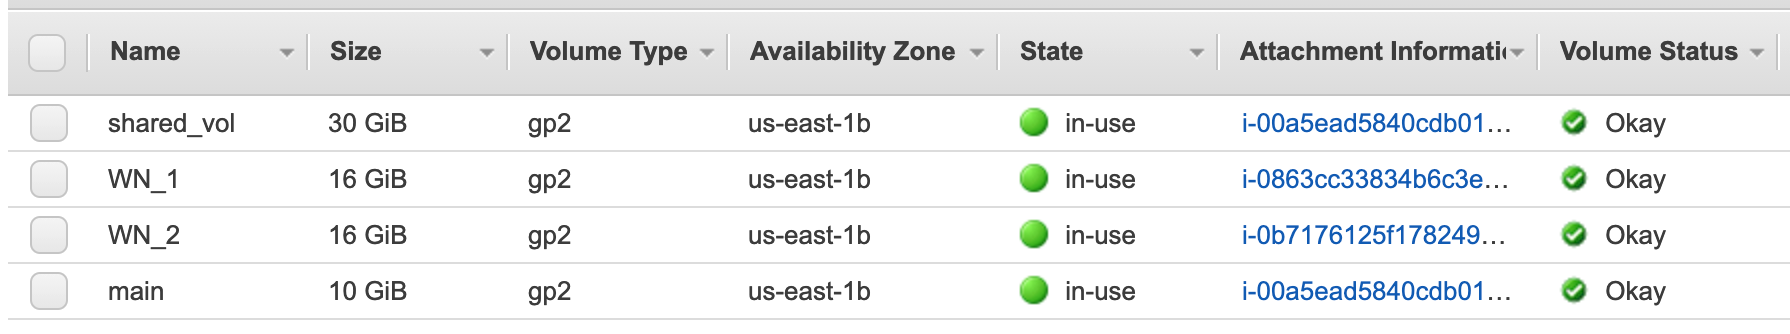 Name Size Volume Type Availability Zone State Attachment Informati Volume Status
shared_vol 30 GiB gp2 us-east-1b in-use i-00a5ead5840cdb01... Okay
WN_1 16 GiB gp2 us-east-1b in-use i-0863cc33834b6c3e... Okay
WN_2 16 GiB gp2 us-east-1b in-use i-0b7176125f178249... Okay
main 10 GiB gp2 us-east-1b in-use i-00a5ead5840cdb01... Okay